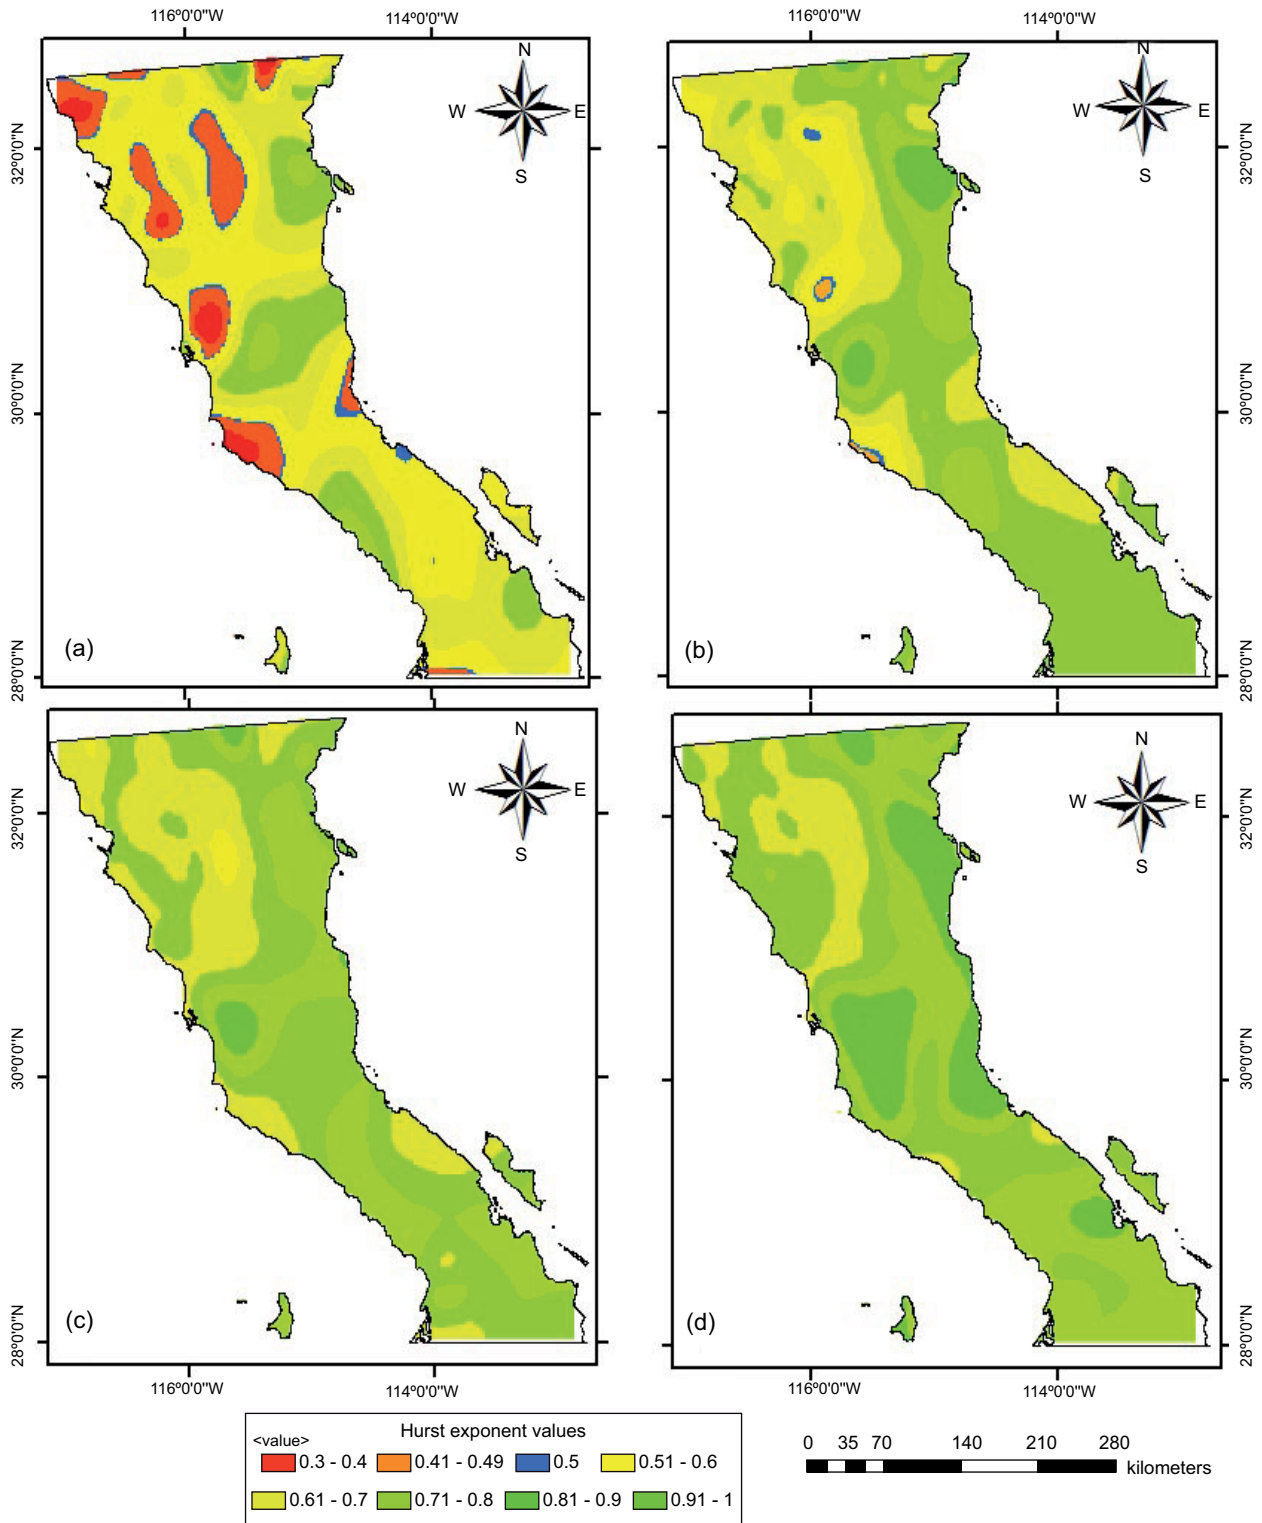 116º0'0"W 114º0'0"W 116º0'0"W 114º0'0"W
N
W E
S
N
W E
S
32º0'0"N
30º0'0"N
28º0'0"N
32º0'0"N
30º0'0"N
28º0'0"N
(a)
(b)
N
W E
S
N
W E
S
32º0'0"N
30º0'0"N
28º0'0"N
32º0'0"N
30º0'0"N
28º0'0"N
(c)
(d)
116º0'0"W 114º0'0"W 116º0'0"W 114º0'0"W
Hurst exponent values
<value>
0.3 - 0.4 0.41 - 0.49 0.5 0.51 - 0.6
0.61 - 0.7 0.71 - 0.8 0.81 - 0.9 0.91 - 1
0 35 70 140 210 280
kilometers